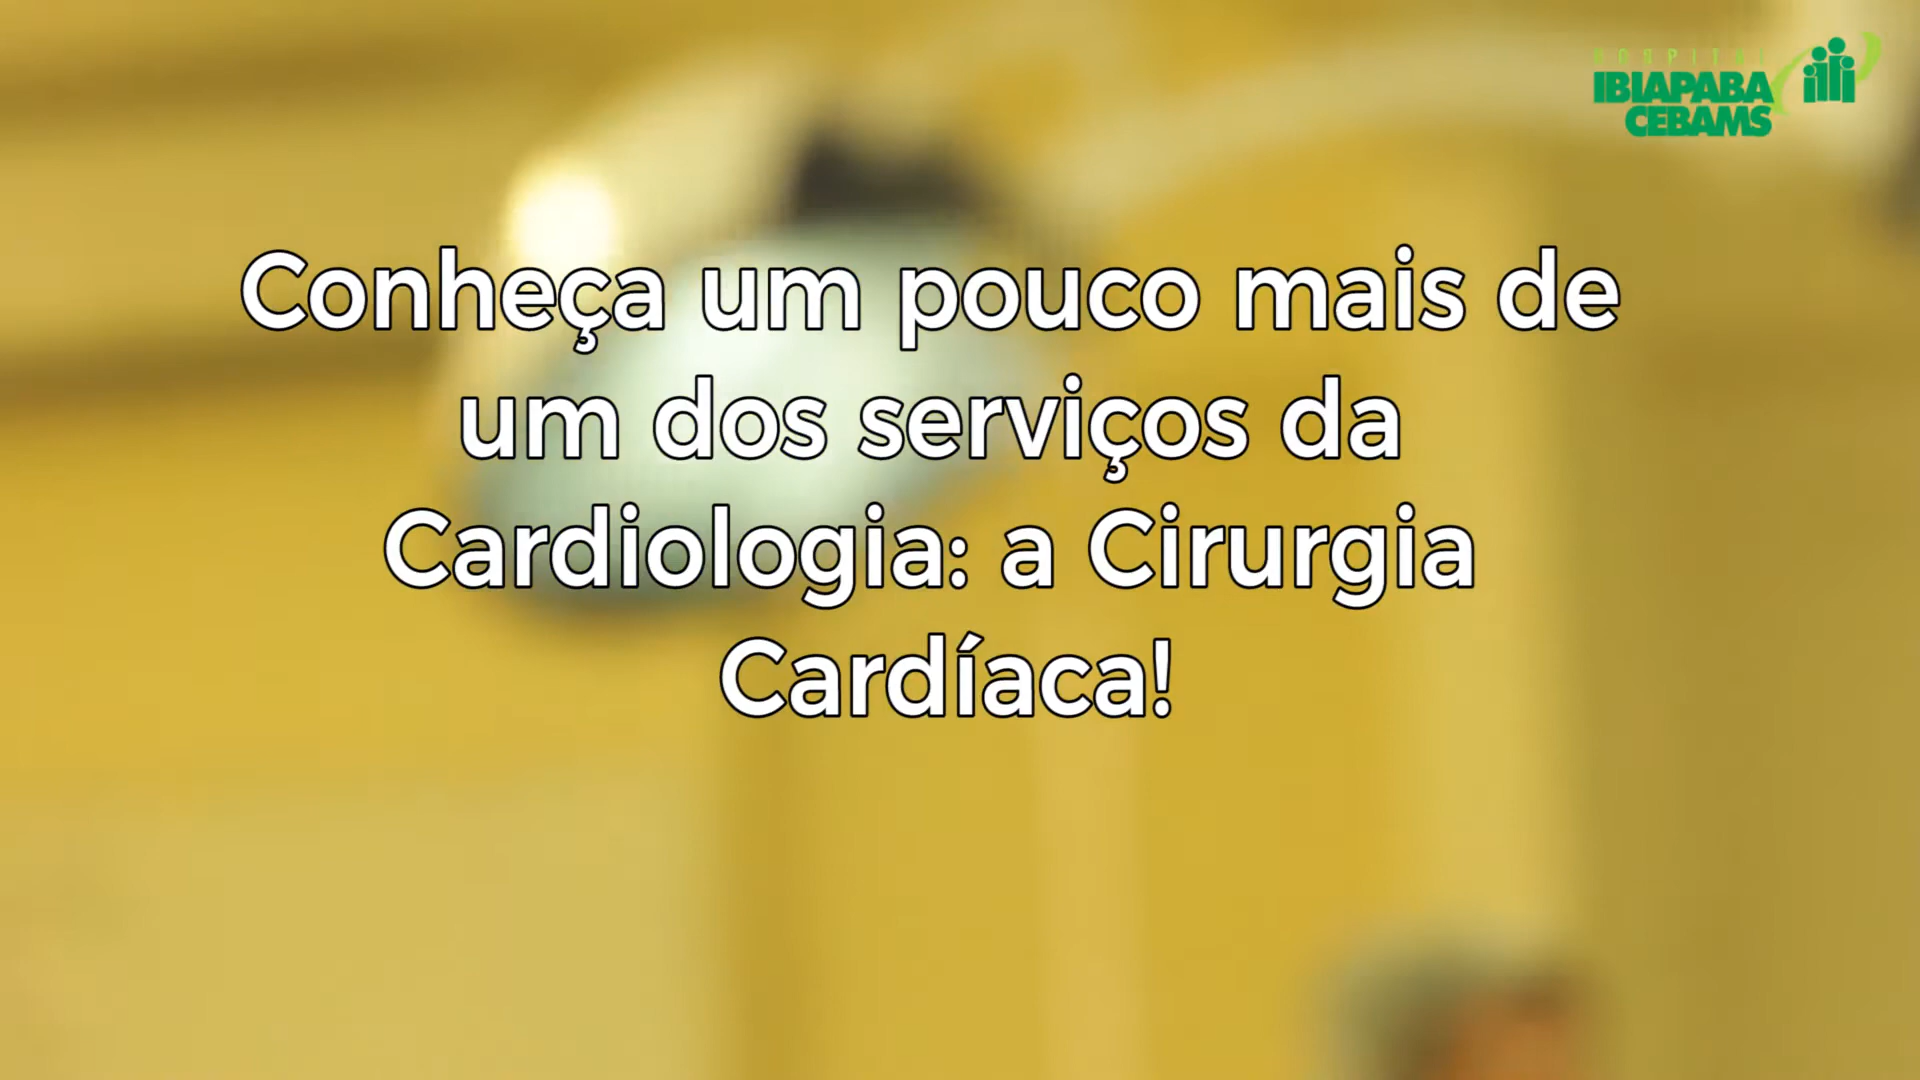 HOSPITAL
IBIAPABA
CEBAMS
Conheça um pouco mais de
um dos serviços da
Cardiologia: a Cirurgia
Cardíaca!